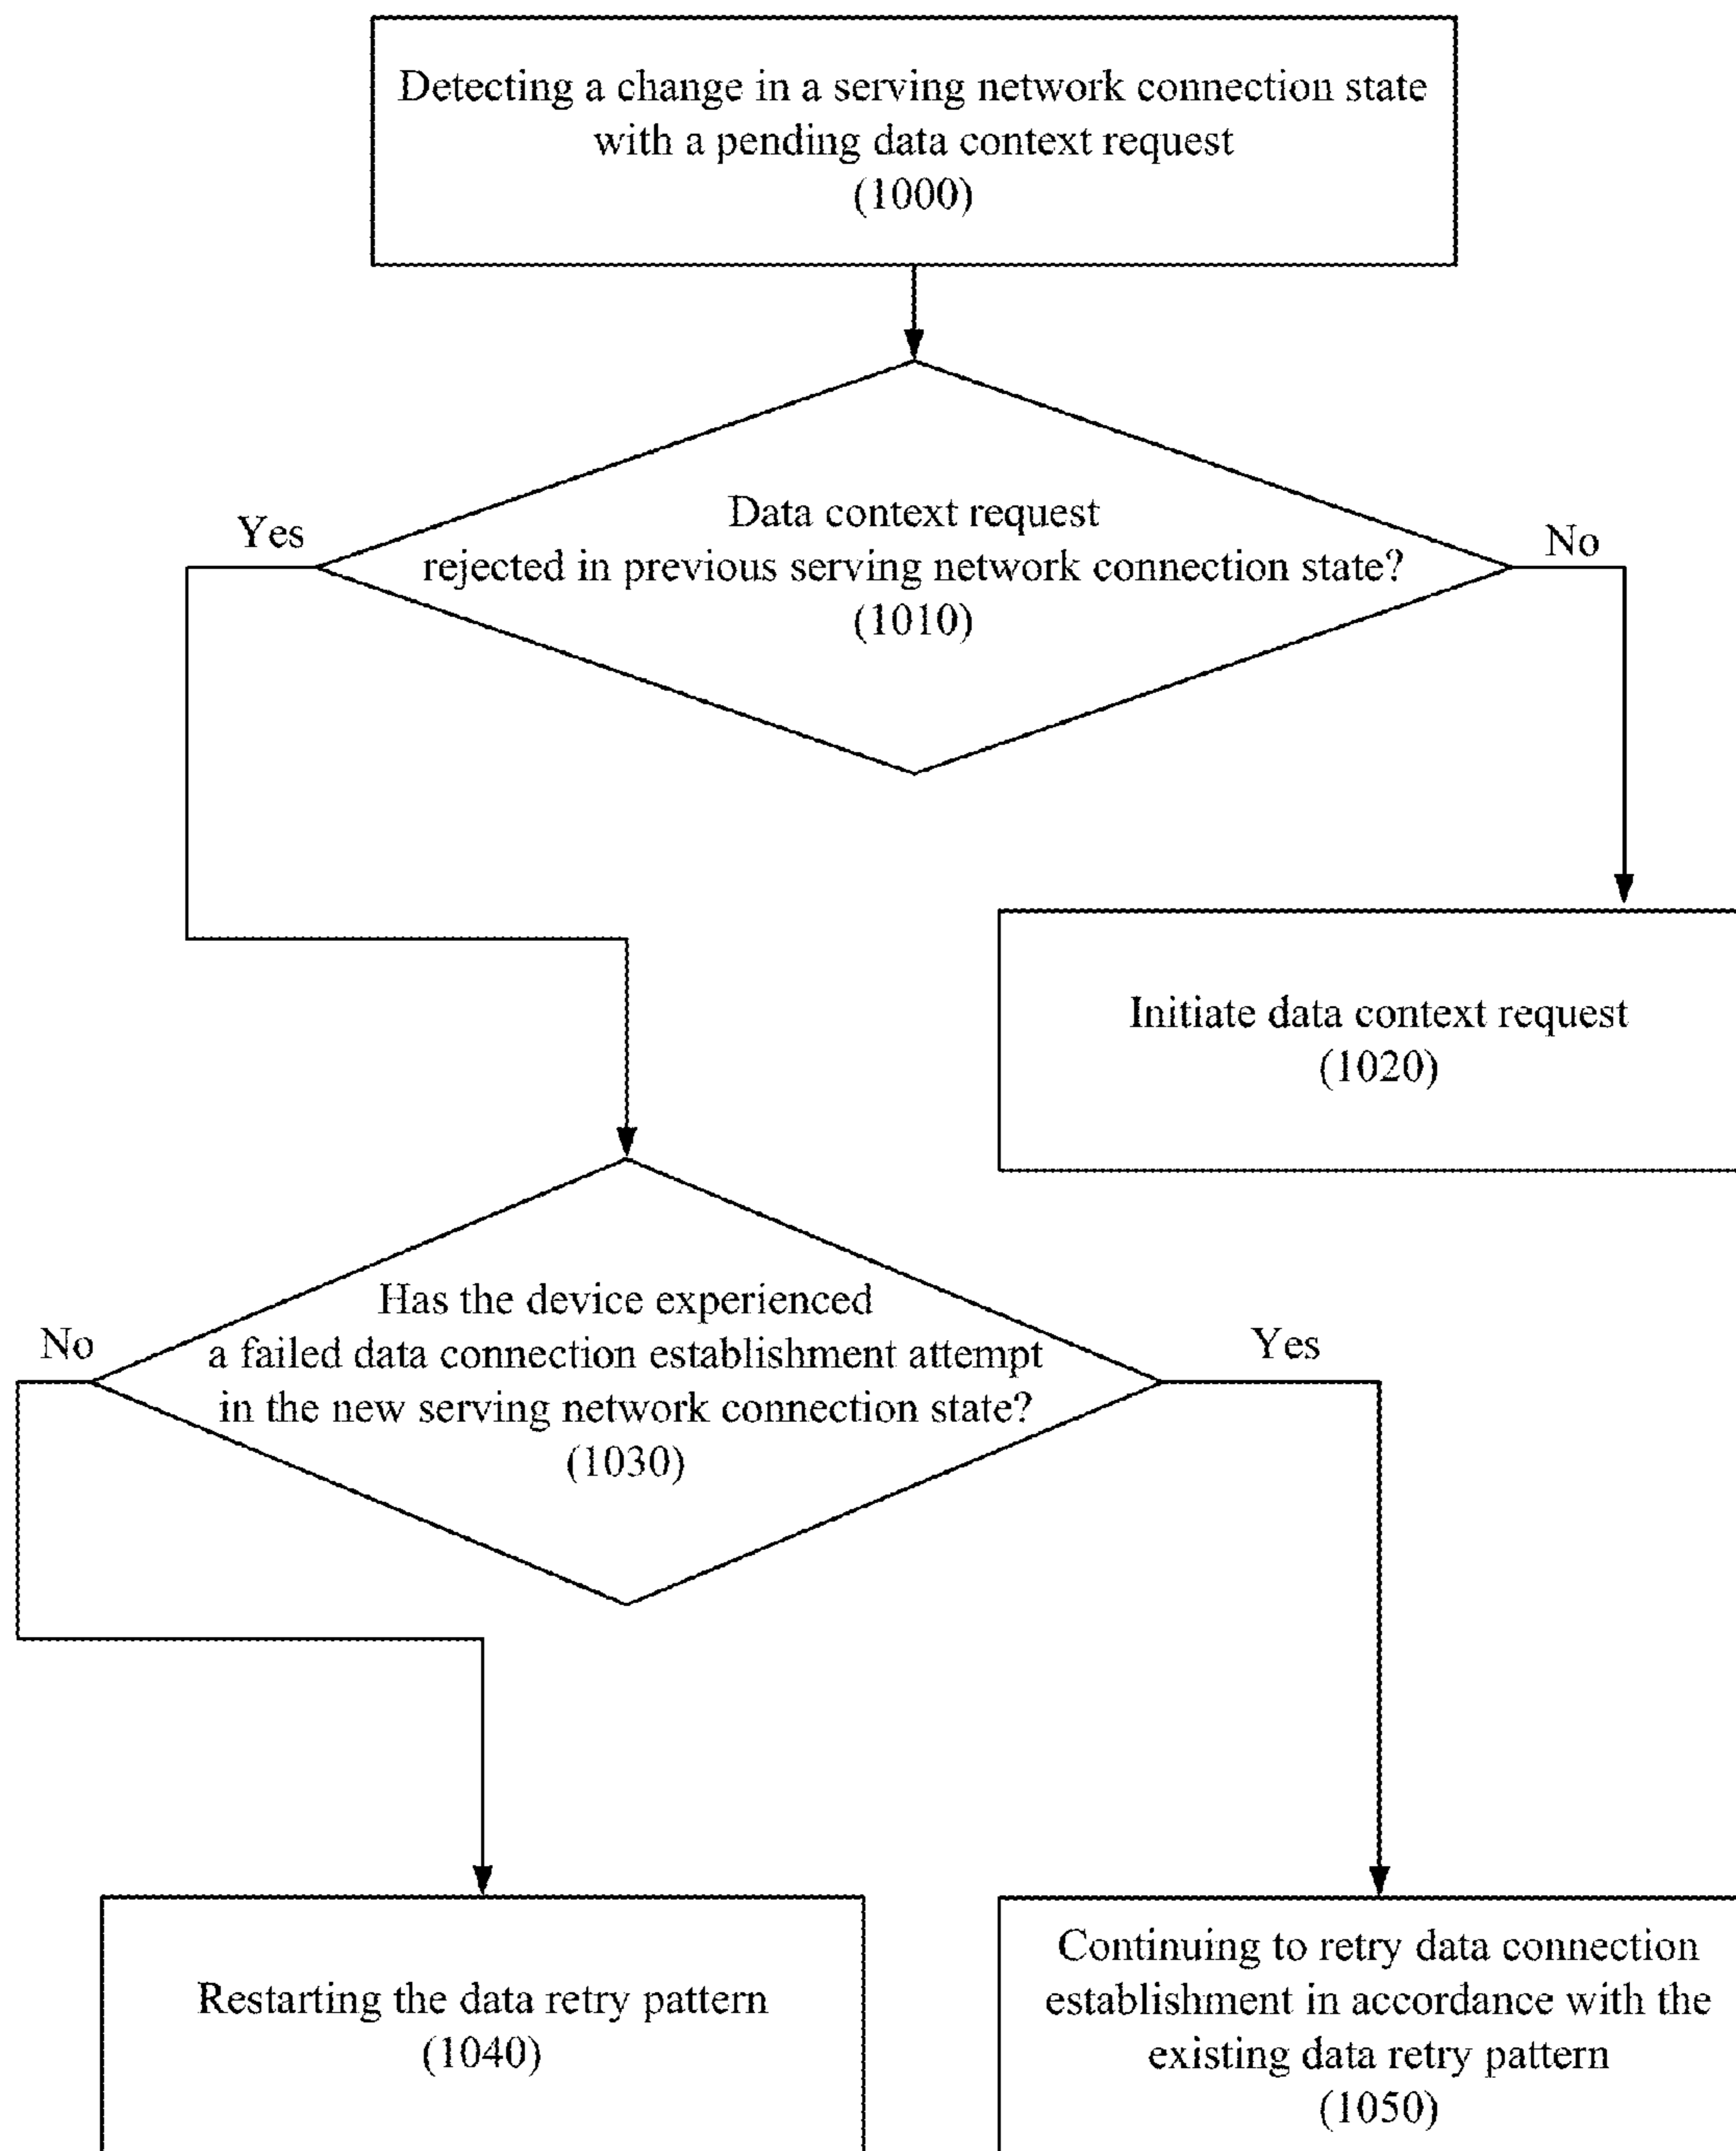 Detecting a change in a serving network connection state
with a pending data context request
(1000)
Data context request
rejected in previous serving network connection state?
(1010)
Yes
No
Initiate data context request
(1020)
Has the device experienced
a failed data connection establishment attempt
in the new serving network connection state?
(1030)
No
Yes
Restarting the data retry pattern
(1040)
Continuing to retry data connection
establishment in accordance with the
existing data retry pattern
(1050)